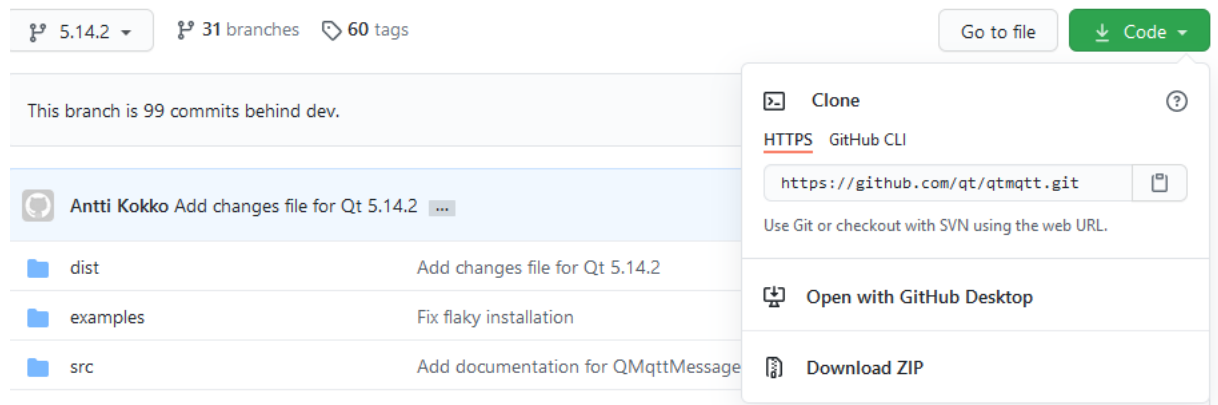 5.14.2 31 branches 60 tags Go to file Code
This branch is 99 commits behind dev.
Clone
HTTPS GitHub CLI
https://github.com/qt/qtmqtt.git
Use Git or checkout with SVN using the web URL.
Open with GitHub Desktop
Download ZIP
Antti Kokko Add changes file for Qt 5.14.2 ...
dist Add changes file for Qt 5.14.2
examples Fix flaky installation
src Add documentation for QMqttMessage